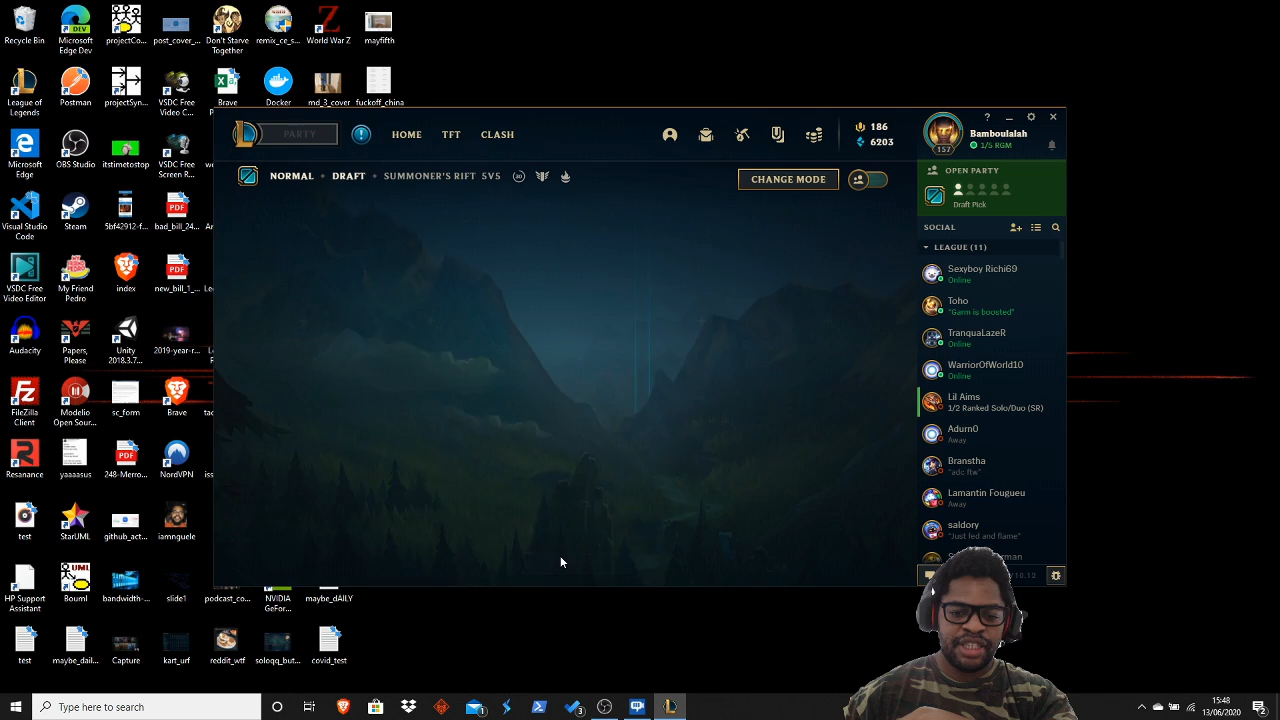 Recycle Bin
Microsoft Edge Dev
projectCo...
post_cover_...
Don't Starve Together
remix_ce_s...
World War Z
mayfifth
League of Legends
Postman
projectSyn...
VSDC Free Video C...
Brave
Docker
md_3_cover
fuckoff_china
Microsoft Edge
OBS Studio
itstimetostop
VSDC Free Screen R...
Visual Studio Code
Steam
5bf42912-f...
bad_bill_24...
VSDC Free Video Editor
My Friend Pedro
index
new_bill_1_...
Audacity
Papers, Please
Unity 2018.3.7...
2019-year-r...
FileZilla Client
Modelio Open Sour...
sc_form
Brave
Resanance
yaaaasus
248-Merro...
NordVPN
test
StarUML
github_act...
iamnguele
HP Support Assistant
Bouml
bandwidth-...
slide1
podcast_co...
NVIDIA GeFor...
maybe_dAILY
test
maybe_dail...
Capture
kart_urf
reddit_wtf
soloqq_but...
covid_test
PARTY
HOME
TFT
CLASH
186
6203
157
Bamboulalah
1/5 RGM
NORMAL • DRAFT • SUMMONER'S RIFT 5V5
CHANGE MODE
OPEN PARTY
Draft Pick
SOCIAL
LEAGUE (11)
Sexyboy Richi69
Online
Toho
"Garm is boosted"
TranquaLazeR
Online
WarriorOfWorld10
Online
Lil Aims
1/2 Ranked Solo/Duo (SR)
Adurn0
Away
Branstha
"adc ftw"
Lamantin Fougueu
Away
saldory
"Just fed and flame"
Type here to search
15:48
13/06/2020